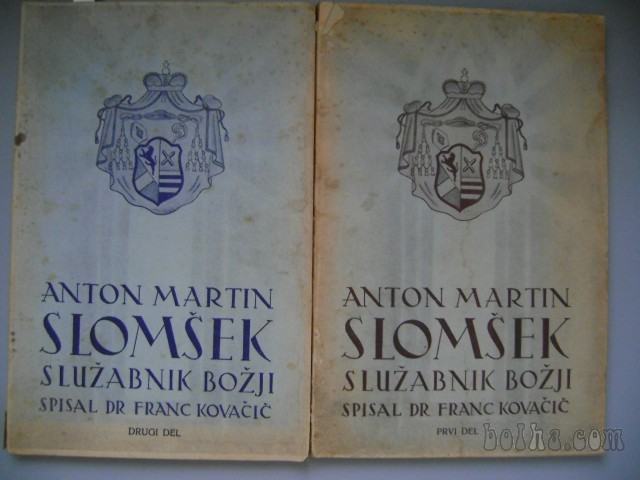 ANTON MARTIN
SLOMŠEK
SLUŽABNIK BOŽJI
SPISAL DR FRANC KOVAČIČ
DRUGI DEL
ANTON MARTIN
SLOMŠEK
SLUŽABNIK BOŽJI
SPISAL DR FRANC KOVAČIČ
PRVI DEL
bolha.com